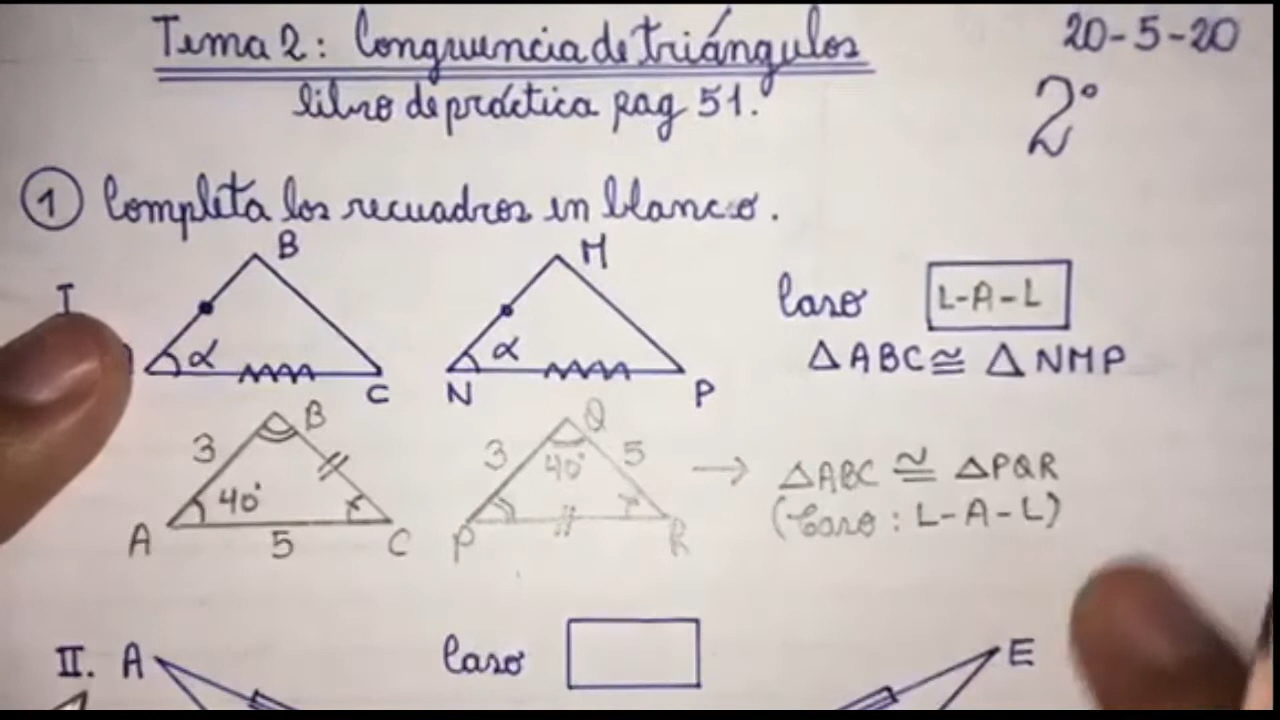 Tema 2: Congruencia de triángulos
20-5-20
libro de práctica pag 51.
2°
1 Completa los recuadros en blanco.
I
B
M
Caso L-A-L
α
α
△ABC ≅ △NMP
C
N
P
B
Q
3
40°
3
40°
5
→ △ABC ≅ △PQR
(Caso: L-A-L)
A
5
C
P
R
II. A
Caso
E